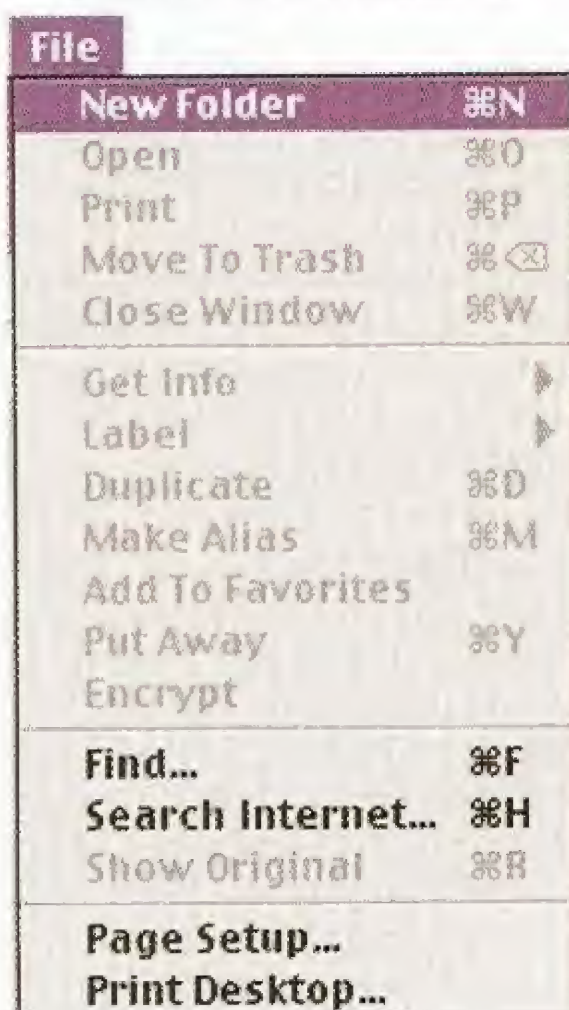 File
New Folder ⌘N
Open ⌘O
Print ⌘P
Move To Trash ⌘⌫
Close Window ⌘W
Get Info
Label
Duplicate ⌘D
Make Alias ⌘M
Add To Favorites
Put Away ⌘Y
Encrypt
Find... ⌘F
Search Internet... ⌘H
Show Original ⌘R
Page Setup...
Print Desktop...